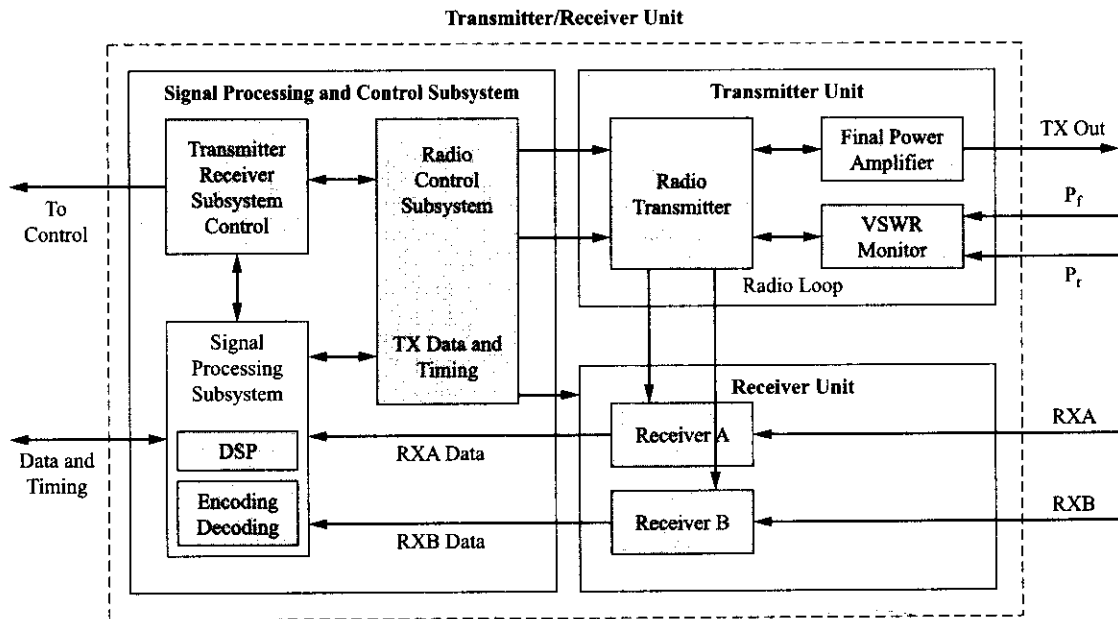 Transmitter/Receiver Unit
Signal Processing and Control Subsystem
Transmitter
Receiver
Subsystem
Control
Radio
Control
Subsystem
TX Data and
Timing
To
Control
Signal
Processing
Subsystem
DSP
Encoding
Decoding
Data and
Timing
RXA Data
RXB Data
Transmitter Unit
Radio
Transmitter
Final Power
Amplifier
VSWR
Monitor
Radio Loop
TX Out
Pf
Pr
Receiver Unit
Receiver A
Receiver B
RXA
RXB